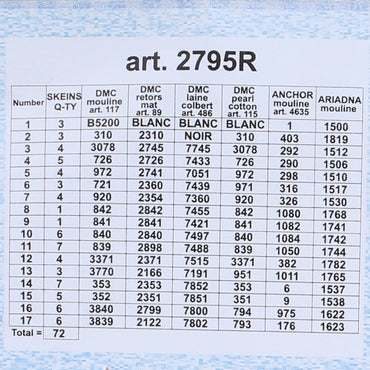 art. 2795R
Number SKEINS Q-TY DMC mouline art. 117 DMC retors mat art. 89 DMC laine colbert art. 486 DMC pearl cotton art. 115 ANCHOR mouline art. 4635 ARIADNA mouline
1 3 B5200 BLANC BLANC BLANC 1 1500
2 3 310 2310 NOIR 310 403 1819
3 4 3078 2745 7745 3078 292 1512
4 5 726 2726 7433 726 290 1506
5 4 972 2741 7051 972 298 1510
6 3 721 2360 7439 971 316 1517
7 4 920 2354 7360 920 326 1530
8 1 842 2842 7455 842 1080 1768
9 1 841 2841 7421 841 1082 1741
10 6 840 2840 7497 840 1084 1742
11 7 839 2898 7488 839 1050 1744
12 4 3371 2371 7515 3371 382 1782
13 3 3770 2166 7191 951 1011 1765
14 7 353 2353 7852 353 6 1537
15 5 352 2351 7851 351 9 1538
16 6 3840 2799 7800 794 975 1622
17 6 3839 2122 7802 793 176 1623
Total = 72